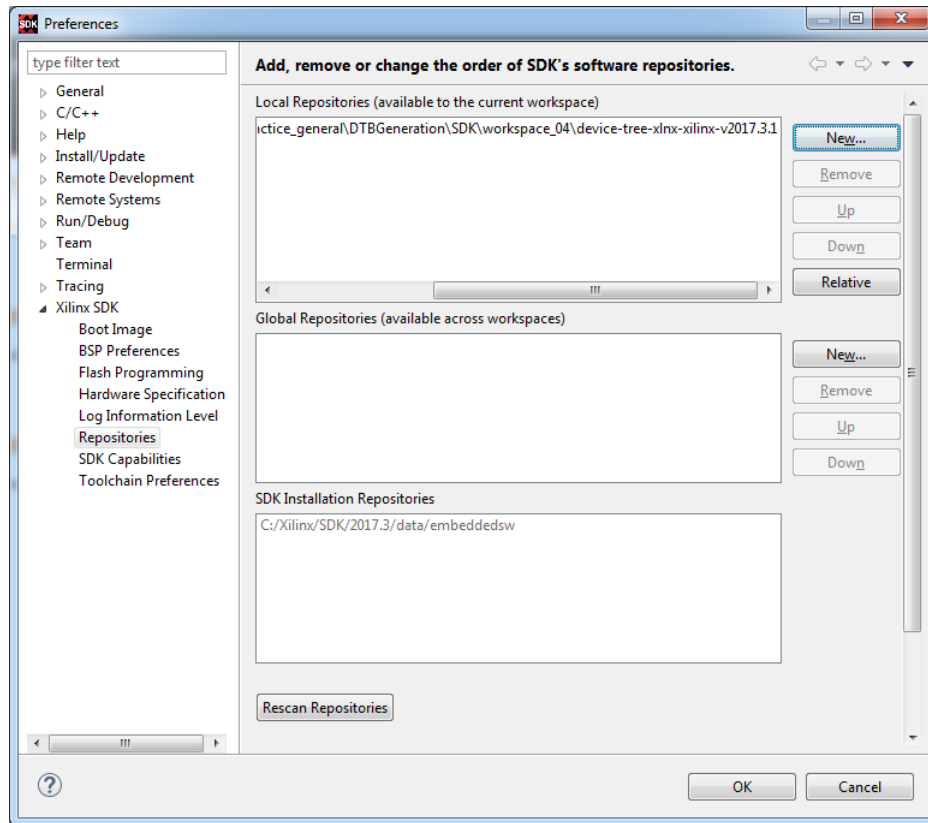 SDK Preferences
type filter text
General
C/C++
Help
Install/Update
Remote Development
Remote Systems
Run/Debug
Team
Terminal
Tracing
Xilinx SDK
Boot Image
BSP Preferences
Flash Programming
Hardware Specification
Log Information Level
Repositories
SDK Capabilities
Toolchain Preferences
Add, remove or change the order of SDK's software repositories.
Local Repositories (available to the current workspace)
ıctice_general\DTBGeneration\SDK\workspace_04\device-tree-xlnx-xilinx-v2017.3.1
New...
Remove
Up
Down
Relative
Global Repositories (available across workspaces)
New...
Remove
Up
Down
SDK Installation Repositories
C:/Xilinx/SDK/2017.3/data/embeddedsw
Rescan Repositories
OK
Cancel